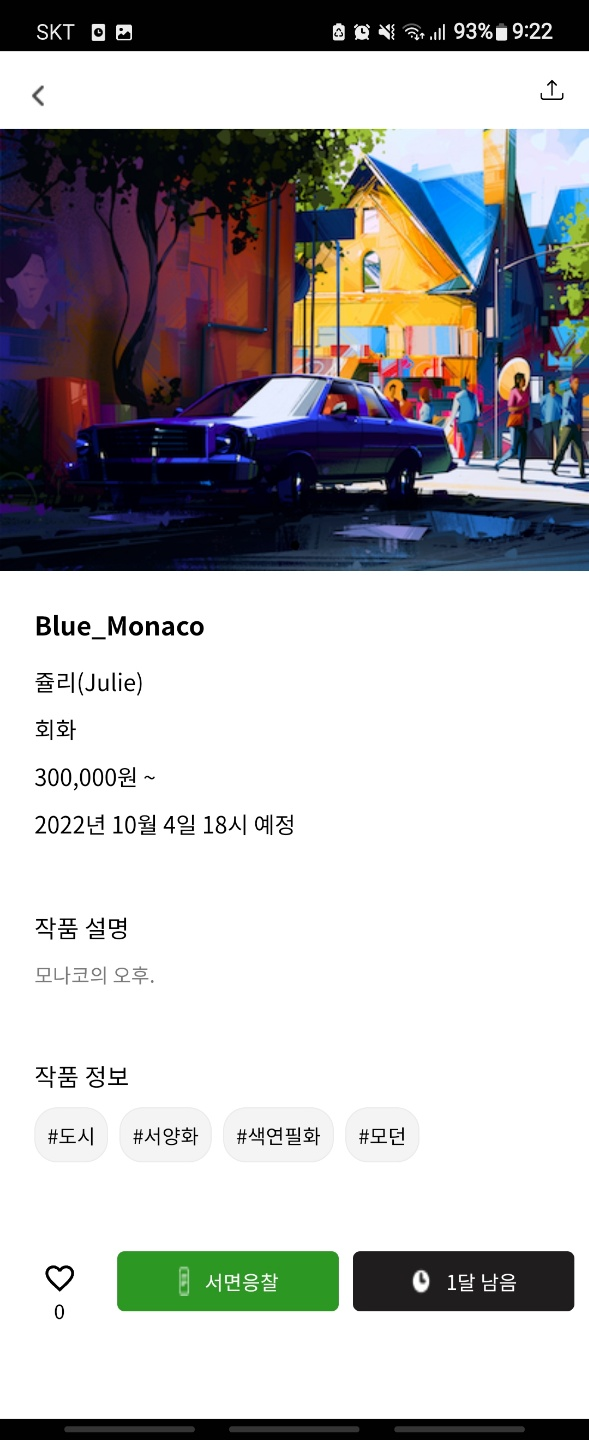 SKT 93% 9:22
Blue_Monaco
쥴리(Julie)
회화
300,000원 ~
2022년 10월 4일 18시 예정
작품 설명
모나코의 오후.
작품 정보
#도시 #서양화 #색연필화 #모던
0
서면응찰
1달 남음